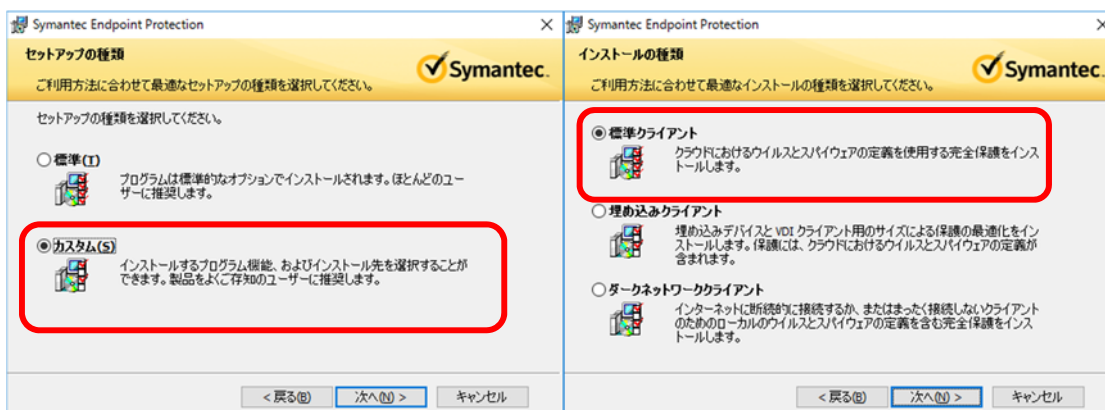 Symantec Endpoint Protection
セットアップの種類
ご利用方法に合わせて最適なセットアップの種類を選択してください。
Symantec.
セットアップの種類を選択してください。
標準(T)
プログラムは標準的なオプションでインストールされます。ほとんどのユー
ザーに推奨します。
カスタム(S)
インストールするプログラム機能、およびインストール先を選択することが
できます。製品をよくご存知のユーザーに推奨します。
< 戻る(B)
次へ(N) >
キャンセル
Symantec Endpoint Protection
インストールの種類
ご利用方法に合わせて最適なインストールの種類を選択してください。
Symantec.
標準クライアント
クラウドにおけるウイルスとスパイウェアの定義を使用する完全保護をインス
トールします。
埋め込みクライアント
埋め込みデバイスと VDI クライアント用のサイズによる保護の最適化をイン
ストールします。保護には、クラウドにおけるウイルスとスパイウェアの定義が
含まれます。
ダークネットワーククライアント
インターネットに断続的に接続するか、またはまったく接続しないクライアント
のためのローカルのウイルスとスパイウェアの定義を含む完全保護をインス
トールします。
< 戻る(B)
次へ(N) >
キャンセル